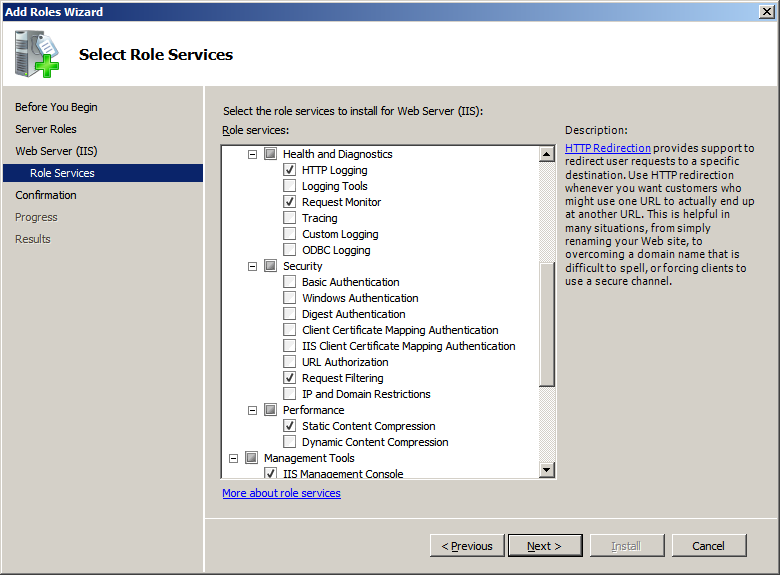 Add Roles Wizard
Select Role Services
Before You Begin
Server Roles
Web Server (IIS)
Role Services
Confirmation
Progress
Results
Select the role services to install for Web Server (IIS):
Role services:
Health and Diagnostics
HTTP Logging
Logging Tools
Request Monitor
Tracing
Custom Logging
ODBC Logging
Security
Basic Authentication
Windows Authentication
Digest Authentication
Client Certificate Mapping Authentication
IIS Client Certificate Mapping Authentication
URL Authorization
Request Filtering
IP and Domain Restrictions
Performance
Static Content Compression
Dynamic Content Compression
Management Tools
IIS Management Console
More about role services
Description:
HTTP Redirection provides support to
redirect user requests to a specific
destination. Use HTTP redirection
whenever you want customers who
might use one URL to actually end up
at another URL. This is helpful in
many situations, from simply
renaming your Web site, to
overcoming a domain name that is
difficult to spell, or forcing clients to
use a secure channel.
< Previous
Next >
Install
Cancel